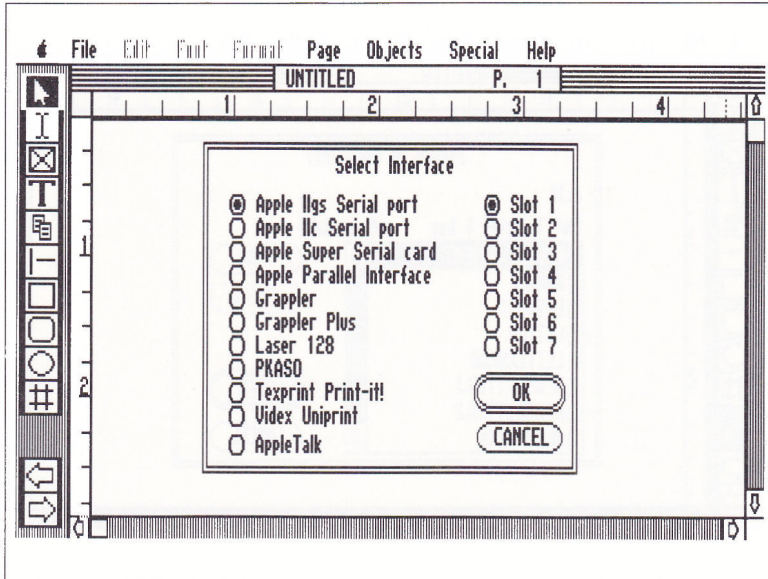 File Edit Font Format Page Objects Special Help
UNTITLED P. 1
1 2 3 4
Select Interface
Apple IIgs Serial port Slot 1
Apple IIc Serial port Slot 2
Apple Super Serial card Slot 3
Apple Parallel Interface Slot 4
Grappler Slot 5
Grappler Plus Slot 6
Laser 128 Slot 7
PKASO
Texprint Print-it!
Videx Uniprint
AppleTalk
OK
CANCEL
T
1
2